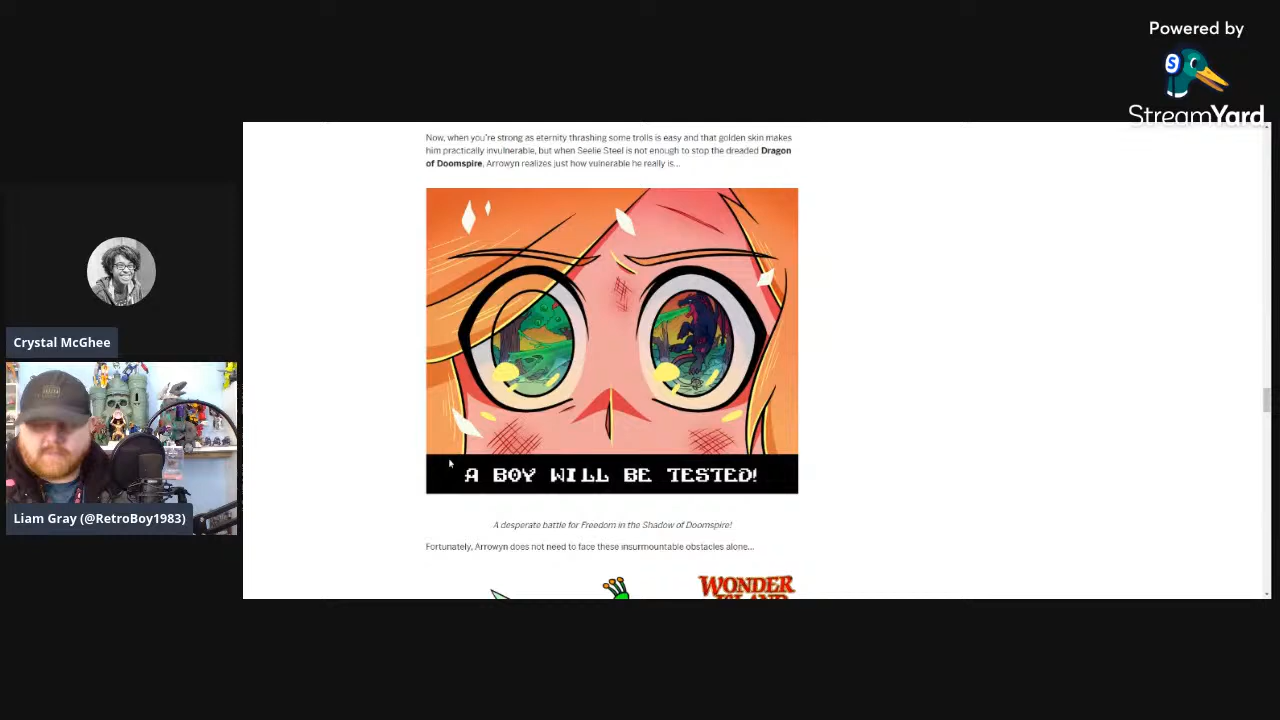 Powered by
StreamYard
Now, when you're strong as eternity thrashing some trolls is easy and that golden skin makes
him practically invulnerable, but when Seelie Steel is not enough to stop the dreaded Dragon
of Doomspire, Arrowyn realizes just how vulnerable he really is...
Crystal McGhee
A BOY WILL BE TESTED!
Liam Gray (@RetroBoy1983)
A desperate battle for Freedom in the Shadow of Doomspire!
Fortunately, Arrowyn does not need to face these insurmountable obstacles alone...
WONDER
ISLAND